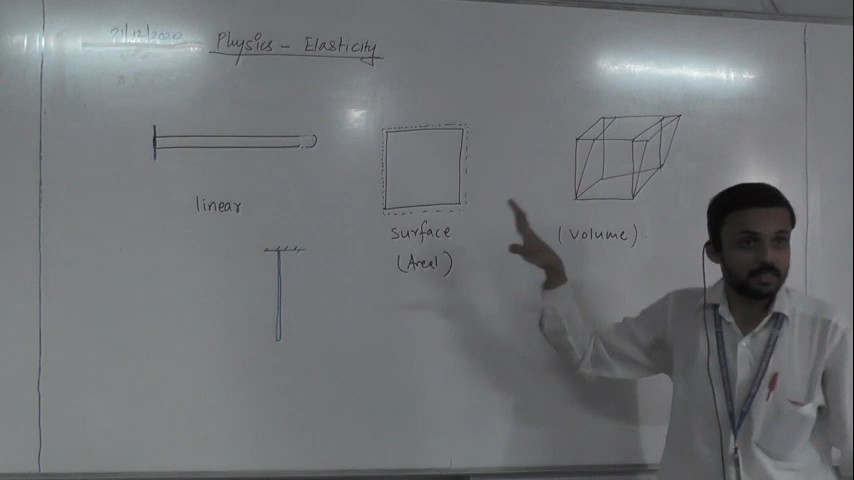 21/12/2020
Physics - Elasticity
linear
surface
(Areal)
(volume)